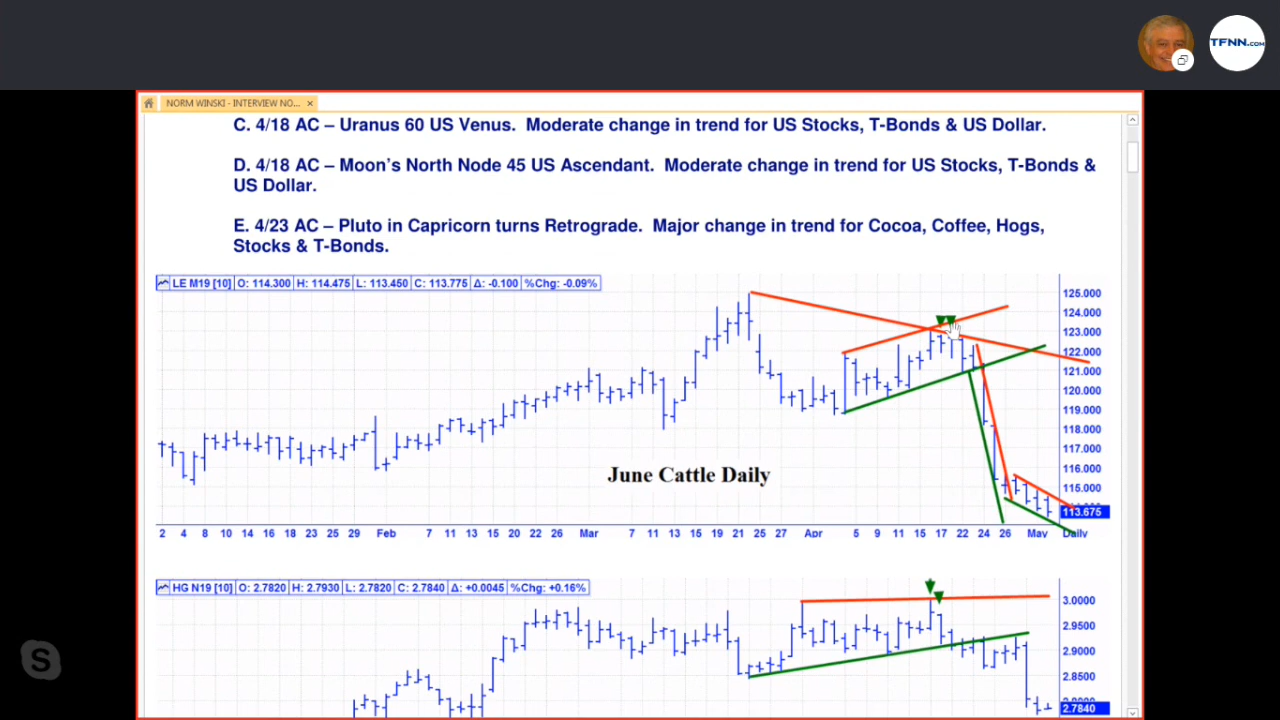 TFNN.COM
NORM WINSKI - INTERVIEW NO... ×
C. 4/18 AC – Uranus 60 US Venus. Moderate change in trend for US Stocks, T-Bonds & US Dollar.
D. 4/18 AC – Moon's North Node 45 US Ascendant. Moderate change in trend for US Stocks, T-Bonds &
US Dollar.
E. 4/23 AC – Pluto in Capricorn turns Retrograde. Major change in trend for Cocoa, Coffee, Hogs,
Stocks & T-Bonds.
LE M19 [10] O: 114.300 H: 114.475 L: 113.450 C: 113.775 Δ: -0.100 %Chg: -0.09%
125.000
124.000
123.000
122.000
121.000
120.000
119.000
118.000
117.000
116.000
115.000
113.675
June Cattle Daily
2 4 8 10 14 16 18 23 25 29 Feb 7 11 13 15 20 22 26 Mar 7 11 13 15 19 21 25 27 Apr 5 9 11 15 17 22 24 26 May Daily
HG N19 [10] O: 2.7820 H: 2.7930 L: 2.7820 C: 2.7840 Δ: +0.0045 %Chg: +0.16%
3.0000
2.9500
2.9000
2.8500
2.7840
S